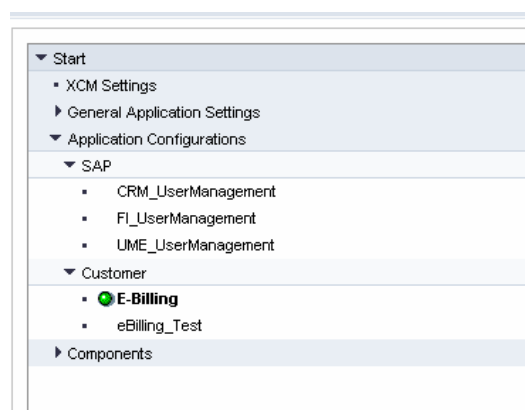 Start
XCM Settings
General Application Settings
Application Configurations
SAP
CRM_UserManagement
FI_UserManagement
UME_UserManagement
Customer
E-Billing
eBilling_Test
Components